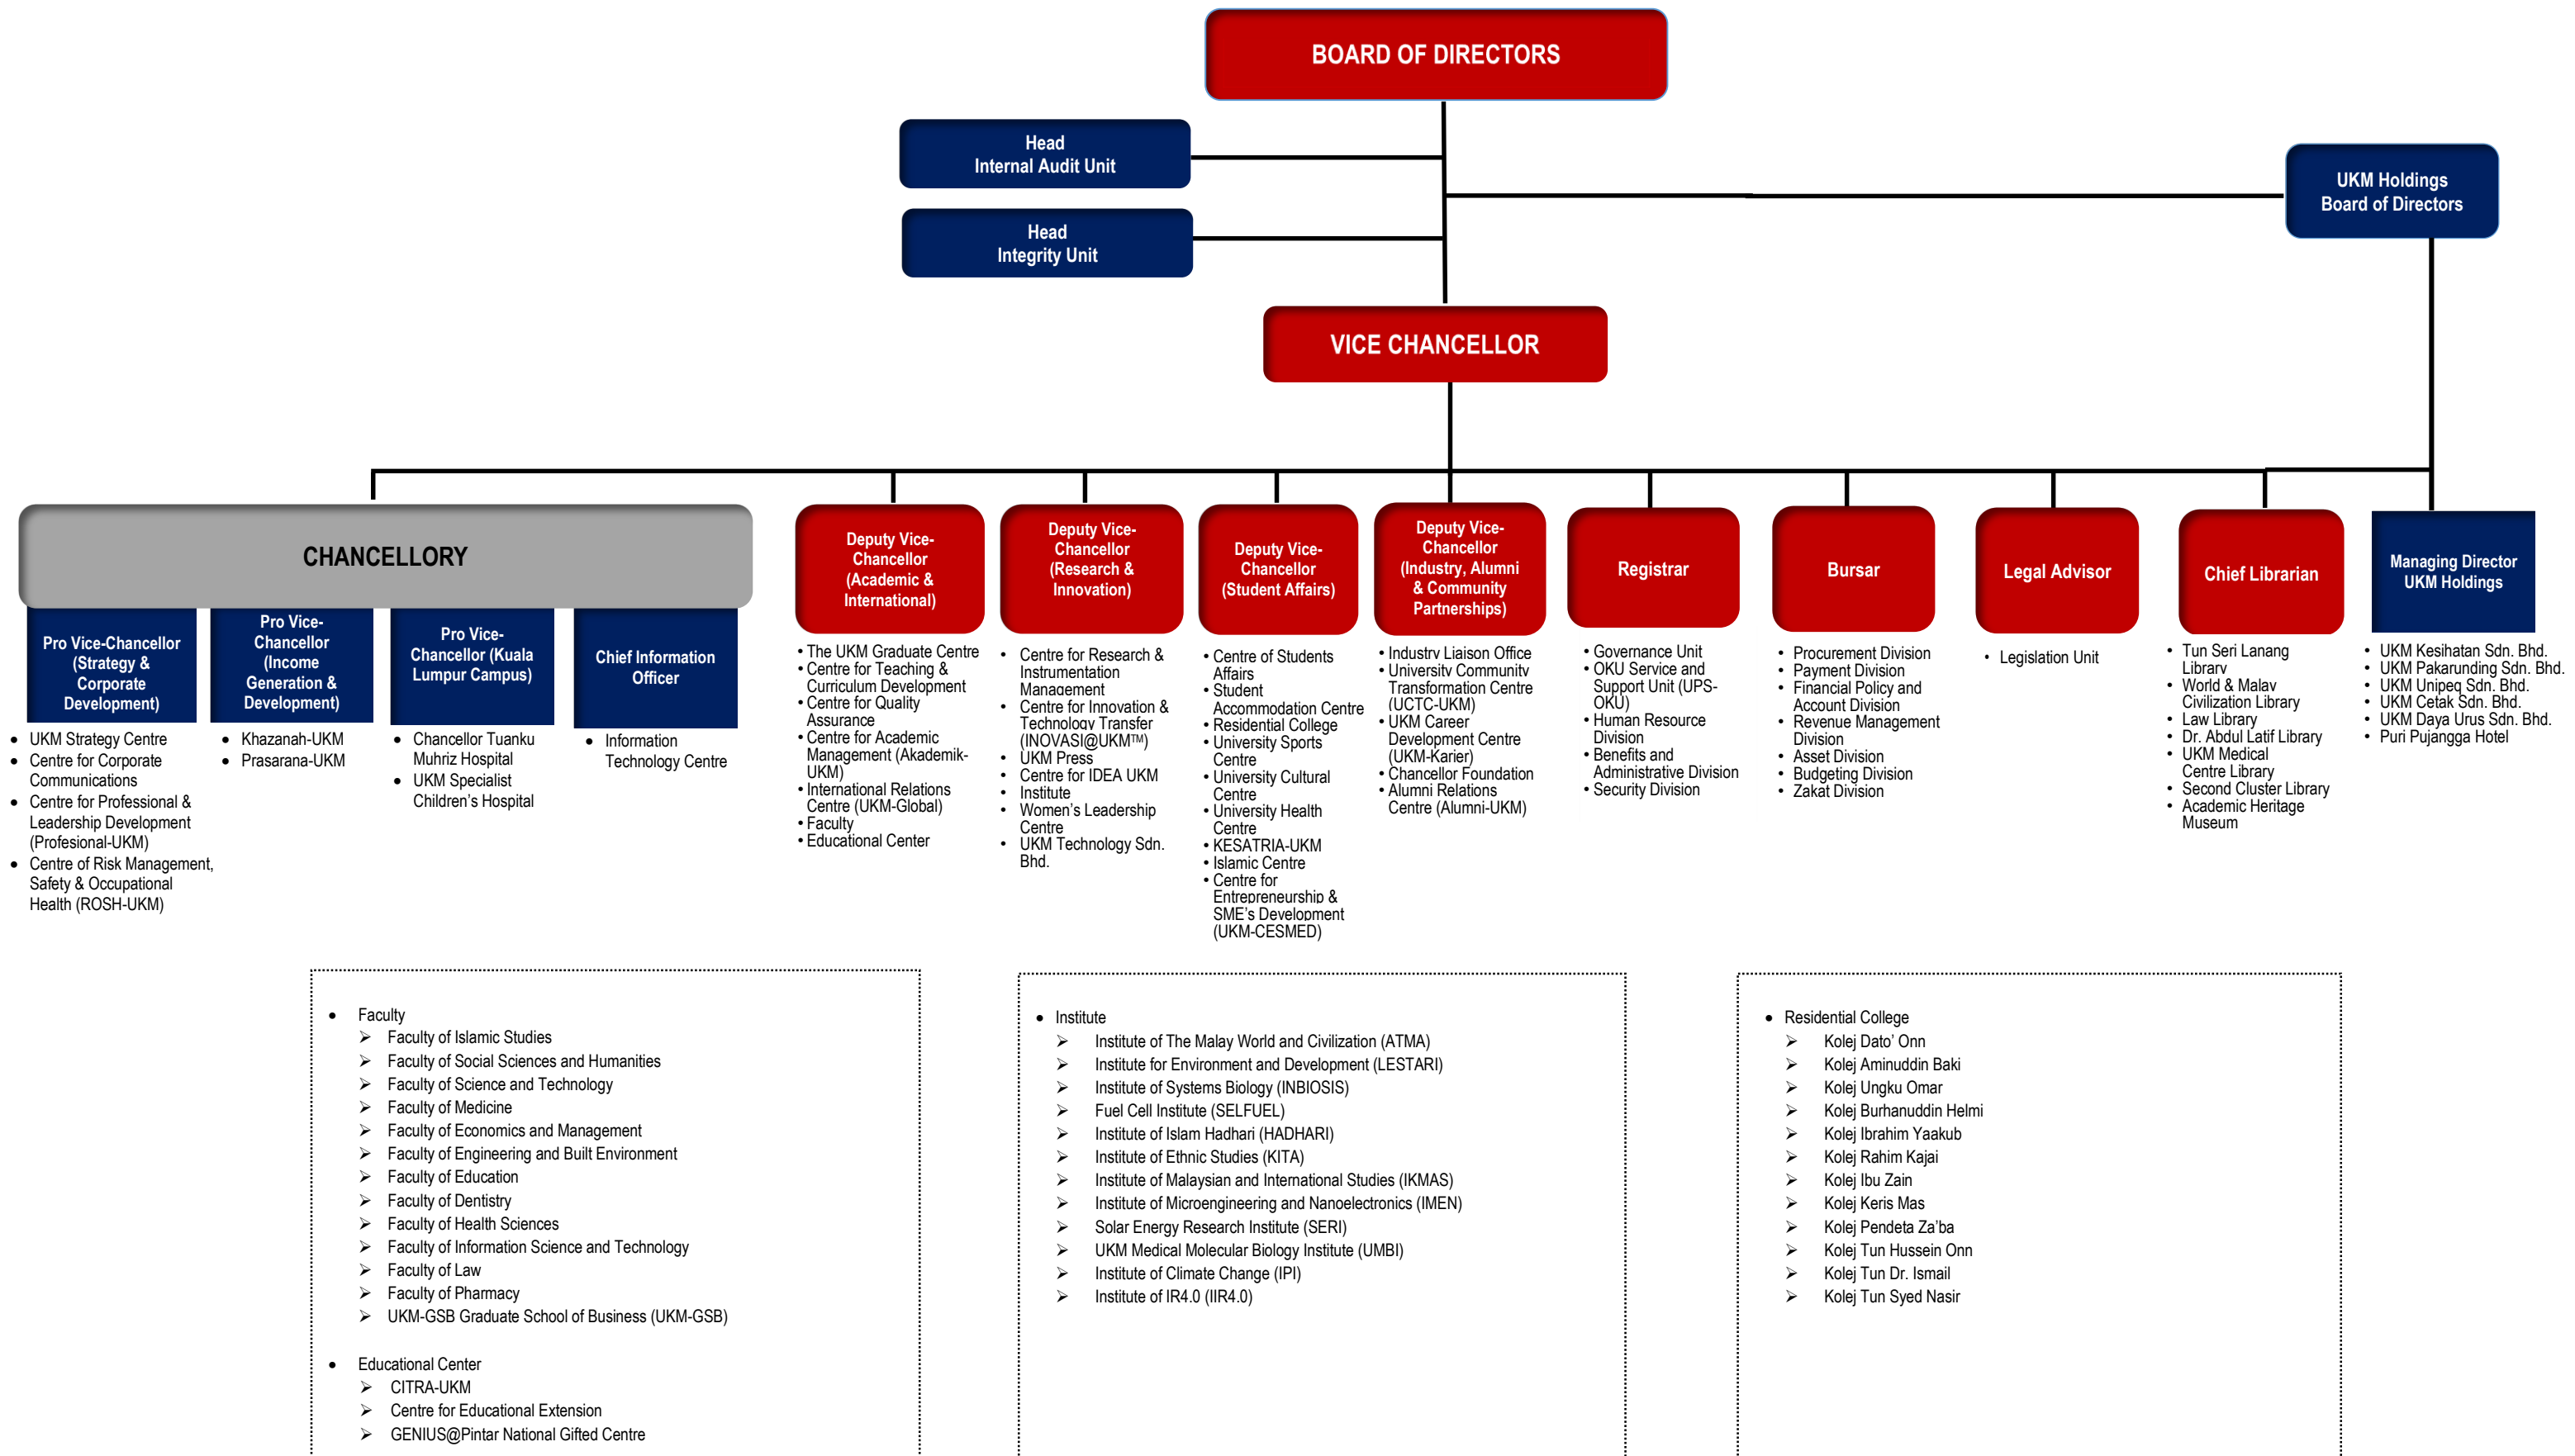 BOARD OF DIRECTORS
Head
Internal Audit Unit
Head
Integrity Unit
UKM Holdings
Board of Directors
VICE CHANCELLOR
CHANCELLORY
Pro Vice-Chancellor
(Strategy &
Corporate
Development)
• UKM Strategy Centre
• Centre for Corporate
Communications
• Centre for Professional &
Leadership Development
(Profesional-UKM)
• Centre of Risk Management,
Safety & Occupational
Health (ROSH-UKM)
Pro Vice-
Chancellor
(Income
Generation &
Development)
• Khazanah-UKM
• Prasarana-UKM
Pro Vice-
Chancellor (Kuala
Lumpur Campus)
• Chancellor Tuanku
Muhriz Hospital
• UKM Specialist
Children's Hospital
Chief Information
Officer
• Information
Technology Centre
Deputy Vice-
Chancellor
(Academic &
International)
• The UKM Graduate Centre
• Centre for Teaching &
Curriculum Development
• Centre for Quality
Assurance
• Centre for Academic
Management (Akademik-
UKM)
• International Relations
Centre (UKM-Global)
• Faculty
• Educational Center
Deputy Vice-
Chancellor
(Research &
Innovation)
• Centre for Research &
Instrumentation
Management
• Centre for Innovation &
Technology Transfer
(INOVASI@UKM™)
• UKM Press
• Centre for IDEA UKM
• Institute
• Women's Leadership
Centre
• UKM Technology Sdn.
Bhd.
Deputy Vice-
Chancellor
(Student Affairs)
• Centre of Students
Affairs
• Student
Accommodation Centre
• Residential College
• University Sports
Centre
• University Cultural
Centre
• University Health
Centre
• KESATRIA-UKM
• Islamic Centre
• Centre for
Entrepreneurship &
SME's Development
(UKM-CESMED)
Deputy Vice-
Chancellor
(Industry, Alumni
& Community
Partnerships)
• Industry Liaison Office
• University Community
Transformation Centre
(UCTC-UKM)
• UKM Career
Development Centre
(UKM-Karier)
• Chancellor Foundation
• Alumni Relations
Centre (Alumni-UKM)
Registrar
• Governance Unit
• OKU Service and
Support Unit (UPS-
OKU)
• Human Resource
Division
• Benefits and
Administrative Division
• Security Division
Bursar
• Procurement Division
• Payment Division
• Financial Policy and
Account Division
• Revenue Management
Division
• Asset Division
• Budgeting Division
• Zakat Division
Legal Advisor
• Legislation Unit
Chief Librarian
• Tun Seri Lanang
Library
• World & Malay
Civilization Library
• Law Library
• Dr. Abdul Latif Library
• UKM Medical
Centre Library
• Second Cluster Library
• Academic Heritage
Museum
Managing Director
UKM Holdings
• UKM Kesihatan Sdn. Bhd.
• UKM Pakarunding Sdn. Bhd.
• UKM Unipeq Sdn. Bhd.
• UKM Cetak Sdn. Bhd.
• UKM Daya Urus Sdn. Bhd.
• Puri Pujangga Hotel
• Faculty
➢ Faculty of Islamic Studies
➢ Faculty of Social Sciences and Humanities
➢ Faculty of Science and Technology
➢ Faculty of Medicine
➢ Faculty of Economics and Management
➢ Faculty of Engineering and Built Environment
➢ Faculty of Education
➢ Faculty of Dentistry
➢ Faculty of Health Sciences
➢ Faculty of Information Science and Technology
➢ Faculty of Law
➢ Faculty of Pharmacy
➢ UKM-GSB Graduate School of Business (UKM-GSB)
• Educational Center
➢ CITRA-UKM
➢ Centre for Educational Extension
➢ GENIUS@Pintar National Gifted Centre
• Institute
➢ Institute of The Malay World and Civilization (ATMA)
➢ Institute for Environment and Development (LESTARI)
➢ Institute of Systems Biology (INBIOSIS)
➢ Fuel Cell Institute (SELFUEL)
➢ Institute of Islam Hadhari (HADHARI)
➢ Institute of Ethnic Studies (KITA)
➢ Institute of Malaysian and International Studies (IKMAS)
➢ Institute of Microengineering and Nanoelectronics (IMEN)
➢ Solar Energy Research Institute (SERI)
➢ UKM Medical Molecular Biology Institute (UMBI)
➢ Institute of Climate Change (IPI)
➢ Institute of IR4.0 (IIR4.0)
• Residential College
➢ Kolej Dato' Onn
➢ Kolej Aminuddin Baki
➢ Kolej Ungku Omar
➢ Kolej Burhanuddin Helmi
➢ Kolej Ibrahim Yaakub
➢ Kolej Rahim Kajai
➢ Kolej Ibu Zain
➢ Kolej Keris Mas
➢ Kolej Pendeta Za'ba
➢ Kolej Tun Hussein Onn
➢ Kolej Tun Dr. Ismail
➢ Kolej Tun Syed Nasir